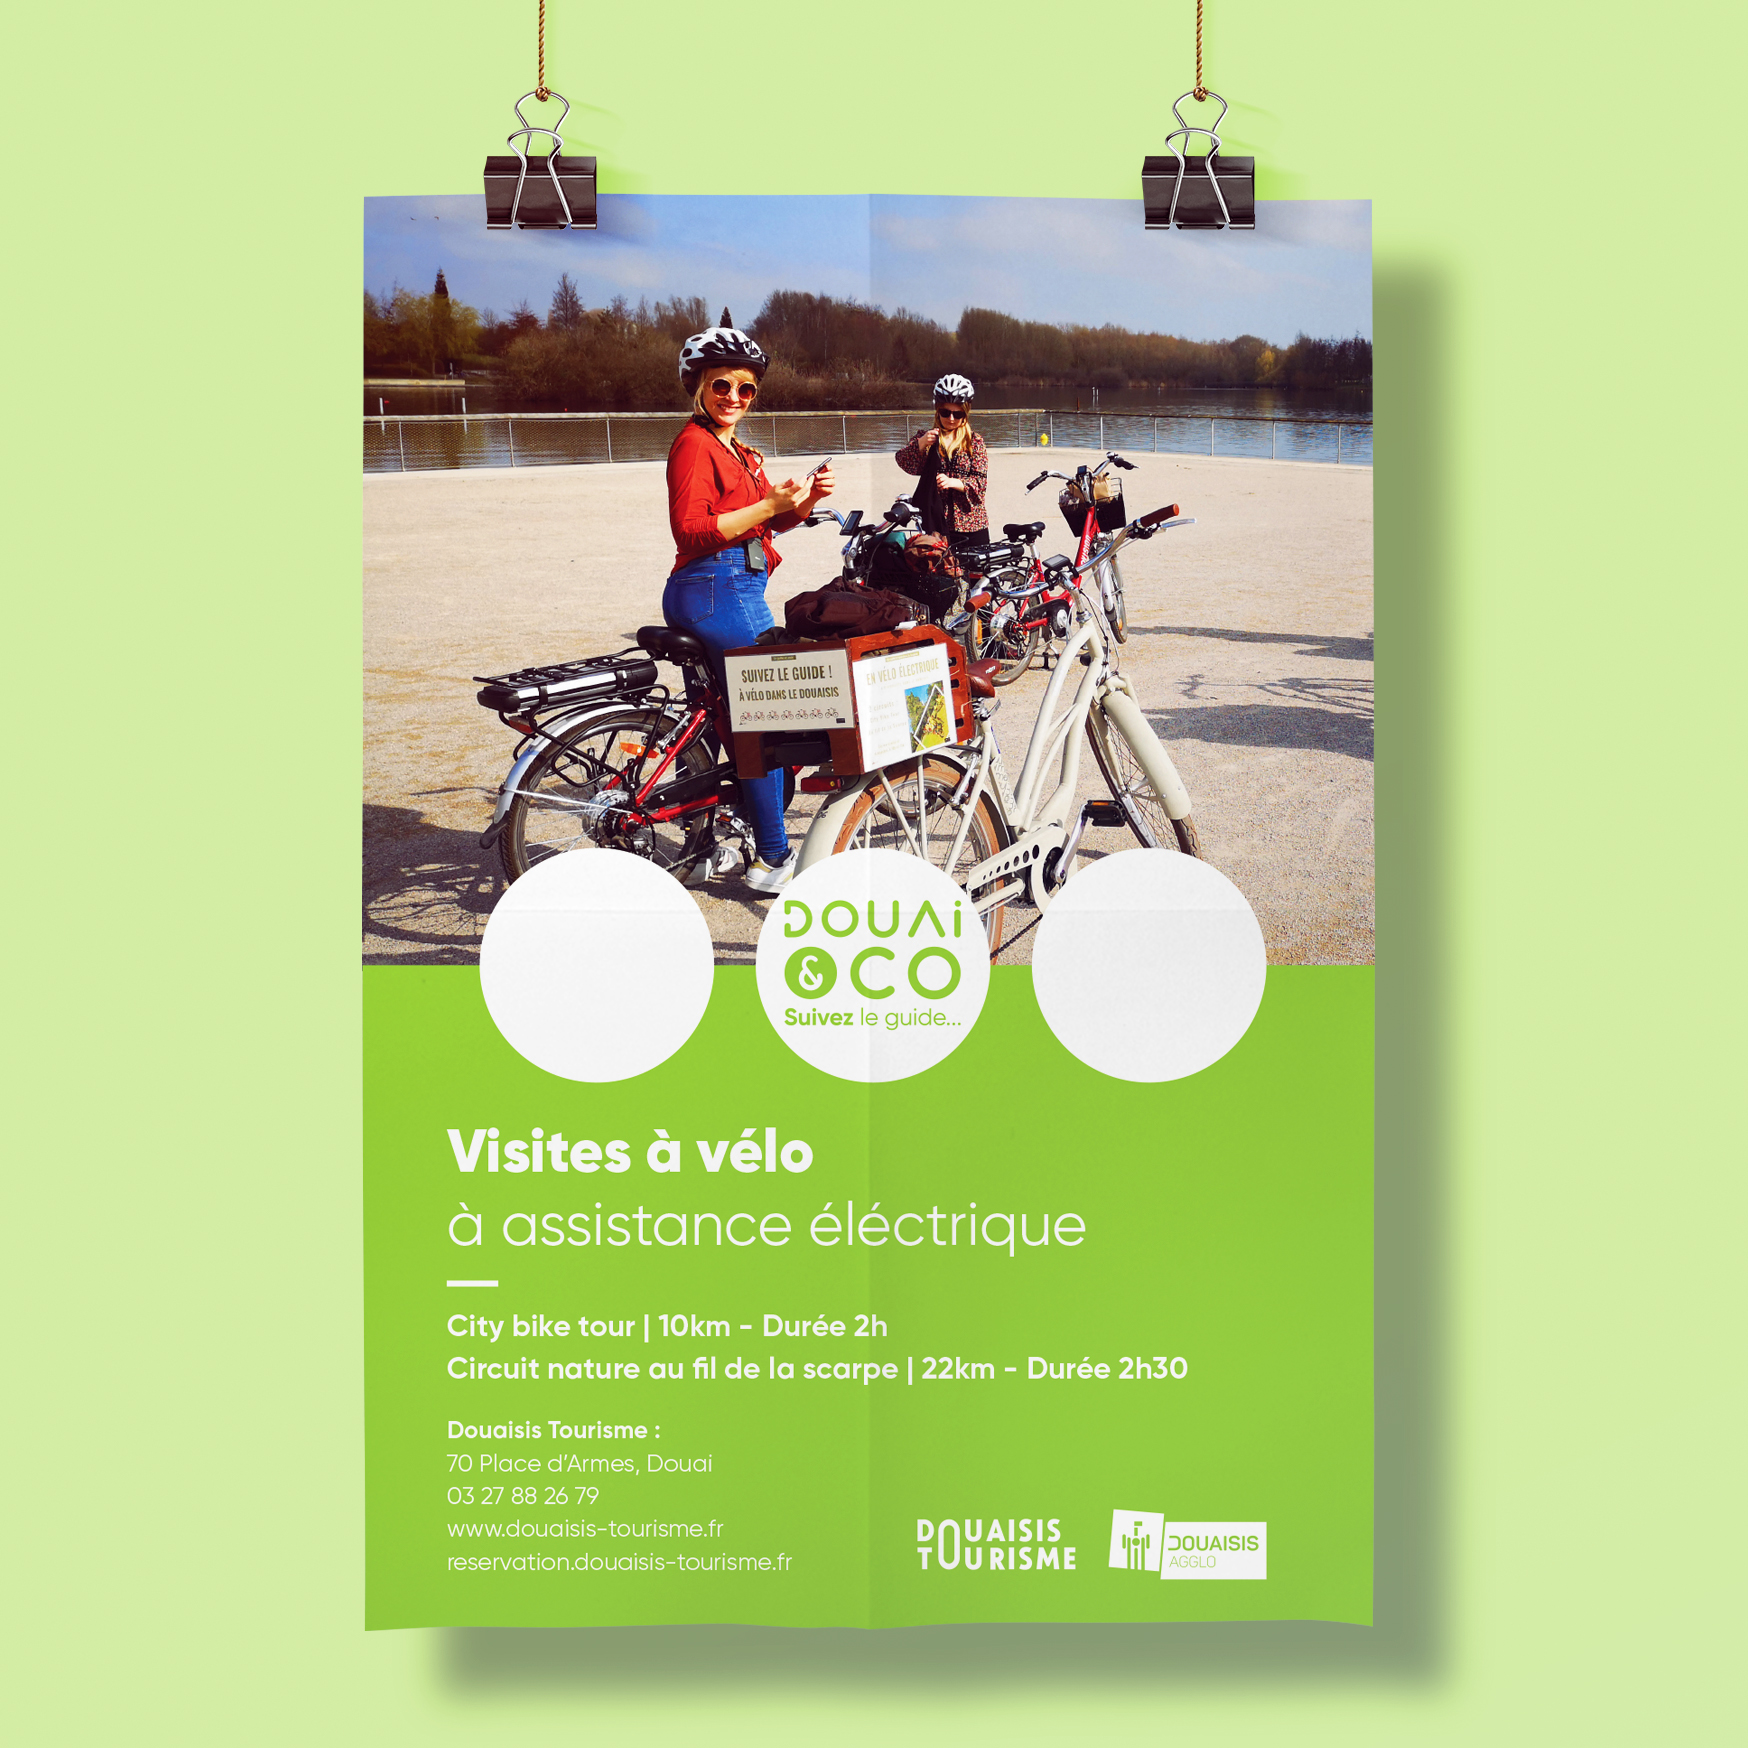 SUIVEZ LE GUIDE !
À VÉLO DANS LE DOUAISIS
EN VÉLO ÉLECTRIQUE
DOUAi
&CO
Suivez le guide...
Visites à vélo
à assistance éléctrique
City bike tour | 10km - Durée 2h
Circuit nature au fil de la scarpe | 22km - Durée 2h30
Douaisis Tourisme :
70 Place d'Armes, Douai
03 27 88 26 79
www.douaisis-tourisme.fr
reservation.douaisis-tourisme.fr
DOUAISIS
TOURISME
DOUAISIS
AGGLO